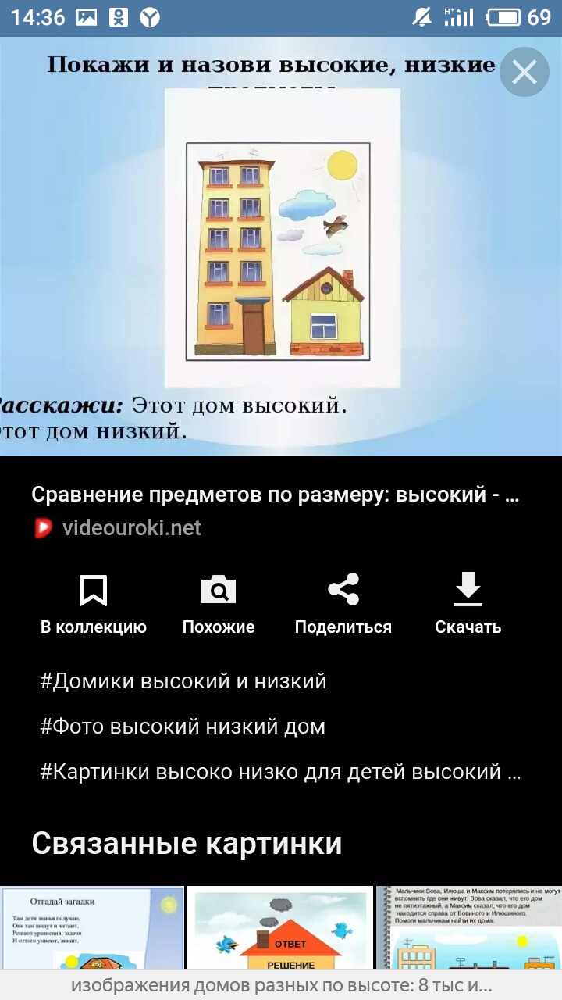 14:36
H+
69
Покажи и назови высокие, низкие
Расскажи: Этот дом высокий.
Этот дом низкий.
Сравнение предметов по размеру: высокий - ...
videouroki.net
В коллекцию
Похожие
Поделиться
Скачать
#Домики высокий и низкий
#Фото высокий низкий дом
#Картинки высоко низко для детей высокий ...
Связанные картинки
Отгадай загадки.
Там дети знанья получают,
Они там пишут и читают,
Решают уравнения, задачи
И оттого умнеют, значит.
ОТВЕТ
РЕШЕНИЕ
Мальчики Вова, Илюша и Максим потерялись и не могут
вспомнить где они живут. Вова сказал, что его дом
не пятиэтажный, а Максим сказал, что его дом
находится справа от Вовиного и Илюшиного.
Помоги мальчикам найти их дома.
изображения домов разных по высоте: 8 тыс и...